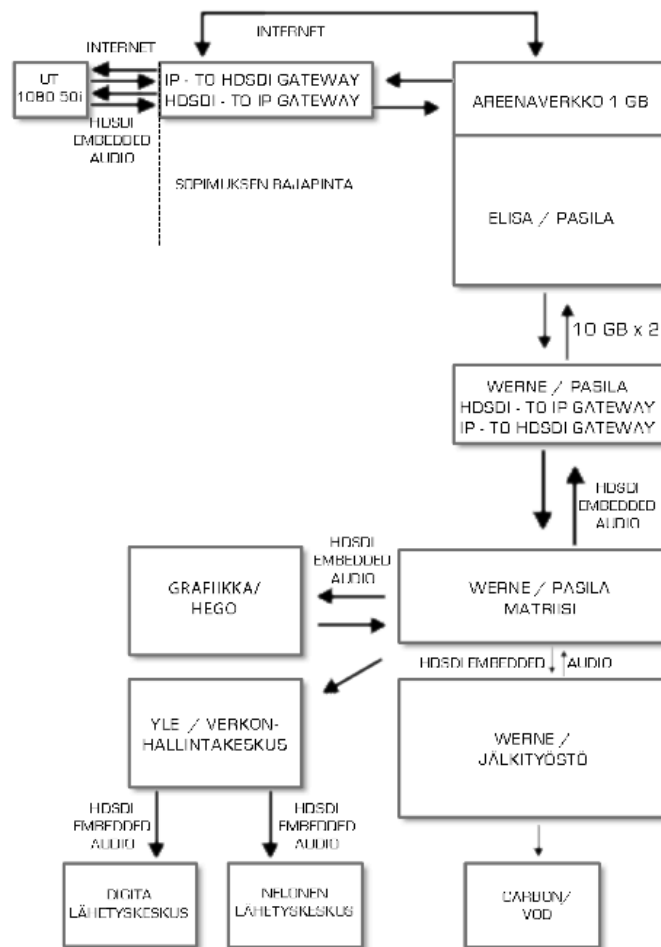 INTERNET
INTERNET
UT
1080 50i
IP - TO HDSDI GATEWAY
HDSDI - TO IP GATEWAY
AREENAVERKKO 1 GB
HDSDI
EMBEDDED
AUDIO
SOPIMUKSEN RAJAPINTA
ELISA / PASILA
10 GB x 2
WERNE / PASILA
HDSDI - TO IP GATEWAY
IP - TO HDSDI GATEWAY
HDSDI
EMBEDDED
AUDIO
HDSDI
EMBEDDED
AUDIO
GRAFIIKKA/
HEGO
WERNE / PASILA
MATRIISI
HDSDI EMBEDDED AUDIO
YLE / VERKON-
HALLINTAKESKUS
WERNE /
JÄLKITYÖSTÖ
HDSDI
EMBEDDED
AUDIO
HDSDI
EMBEDDED
AUDIO
DIGITA
LÄHETYSKESKUS
NELONEN
LÄHETYSKESKUS
CARBON/
VOD